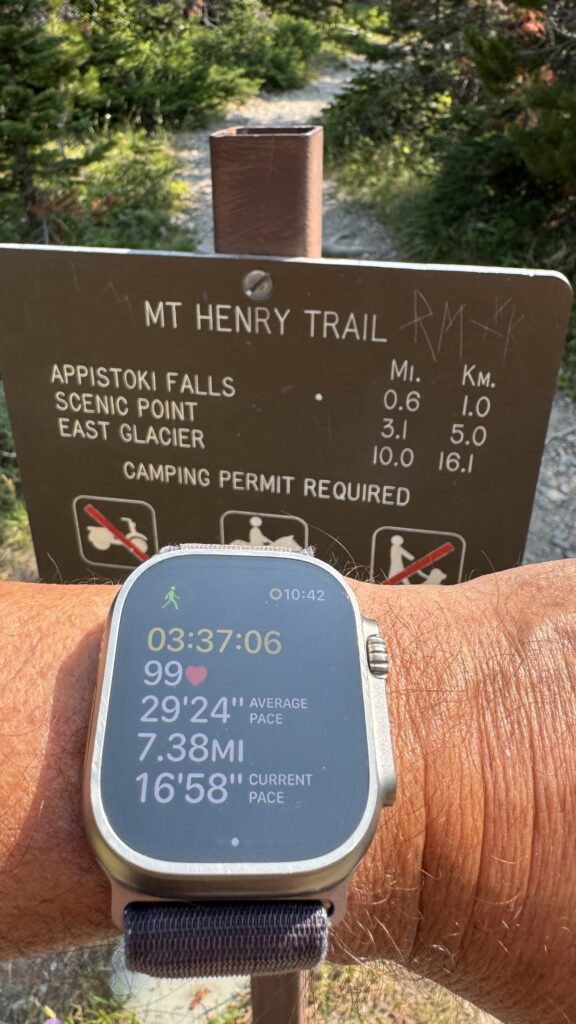 MT HENRY TRAIL
MI. KM.
APPISTOKI FALLS 0.6 1.0
SCENIC POINT 3.1 5.0
EAST GLACIER 10.0 16.1
CAMPING PERMIT REQUIRED
10:42
03:37:06
99
29'24" AVERAGE PACE
7.38MI
16'58" CURRENT PACE